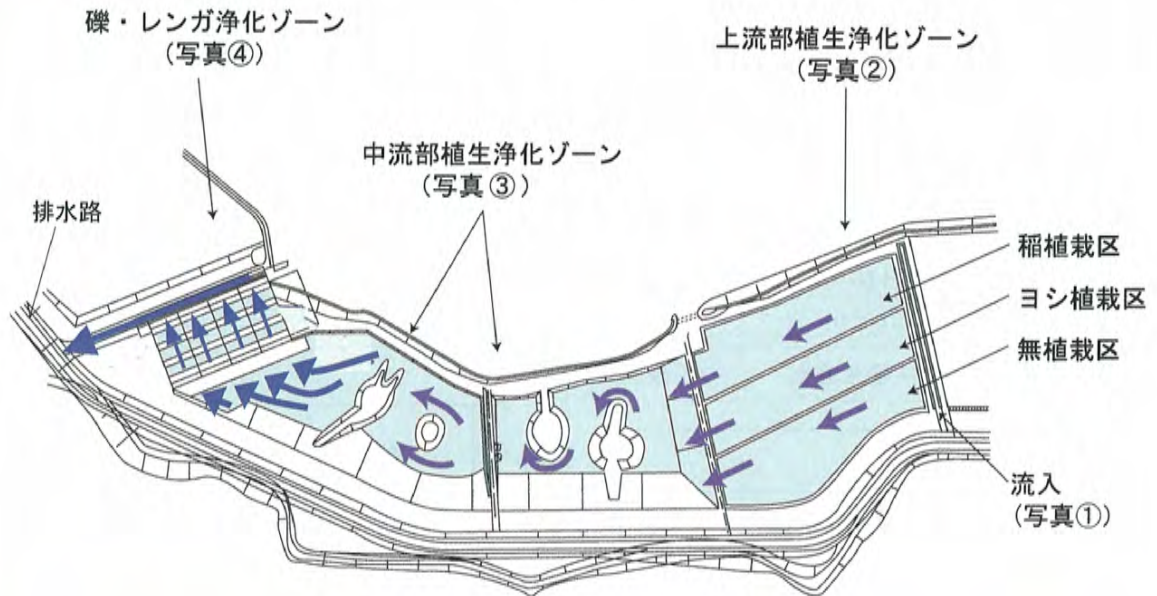 礫・レンガ浄化ゾーン
（写真④）
上流部植生浄化ゾーン
（写真②）
中流部植生浄化ゾーン
（写真③）
排水路
稲植栽区
ヨシ植栽区
無植栽区
流入
（写真①）